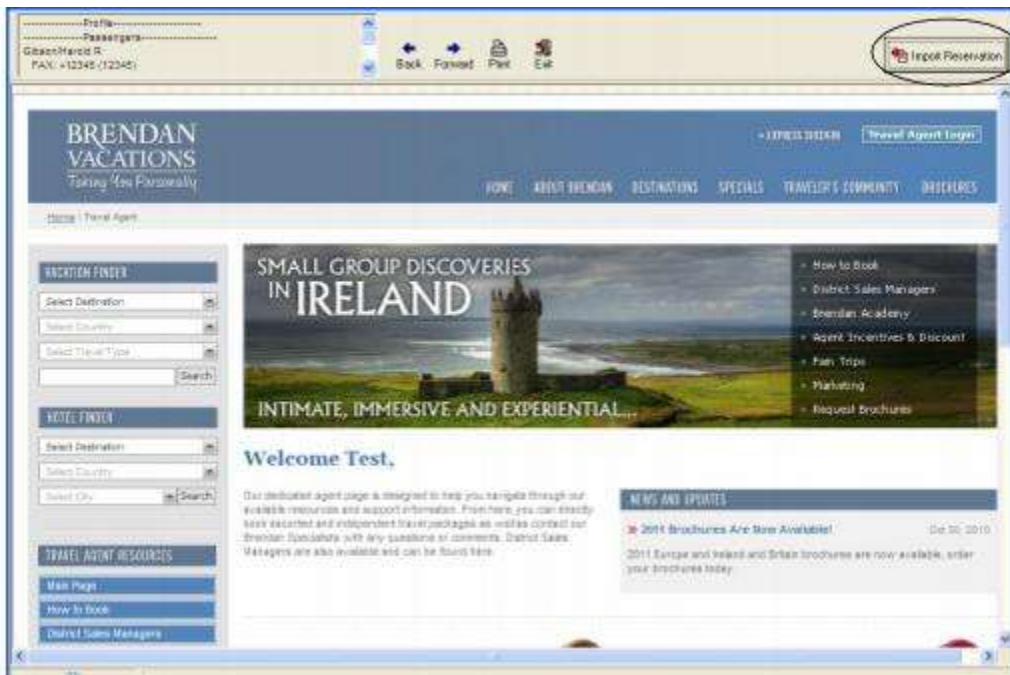 Profile
Passengers
Gibson/Harold R
FAX: +12345 (12345)
Back Forward Print Exit
Import Reservation
BRENDAN
VACATIONS
Taking You Personally
Travel Agent Login
HOME ABOUT BRENDAN DESTINATIONS SPECIALS TRAVELER'S COMMUNITY BROCHURES
Home | Travel Agent
VACATION FINDER
Select Destination
Select Country
Select Travel Type
Search
HOTEL FINDER
Select Destination
Select Country
Select City Search
TRAVEL AGENT RESOURCES
Main Page
How to Book
District Sales Managers
SMALL GROUP DISCOVERIES
IN IRELAND
INTIMATE, IMMERSIVE AND EXPERIENTIAL...
How to Book
District Sales Managers
Brendan Academy
Agent Incentives & Discount
Fam Trips
Marketing
Request Brochures
Welcome Test,
Our dedicated agent page is designed to help you navigate through our
available resources and support information. From here, you can directly
book escorted and independent travel packages as well as contact our
Brendan Specialists with any questions or comments. District Sales
Managers are also available and can be found here.
NEWS AND UPDATES
2011 Brochures Are Now Available! Oct 30, 2010
2011 Europe and Ireland and Britain brochures are now available, order
your brochures today.